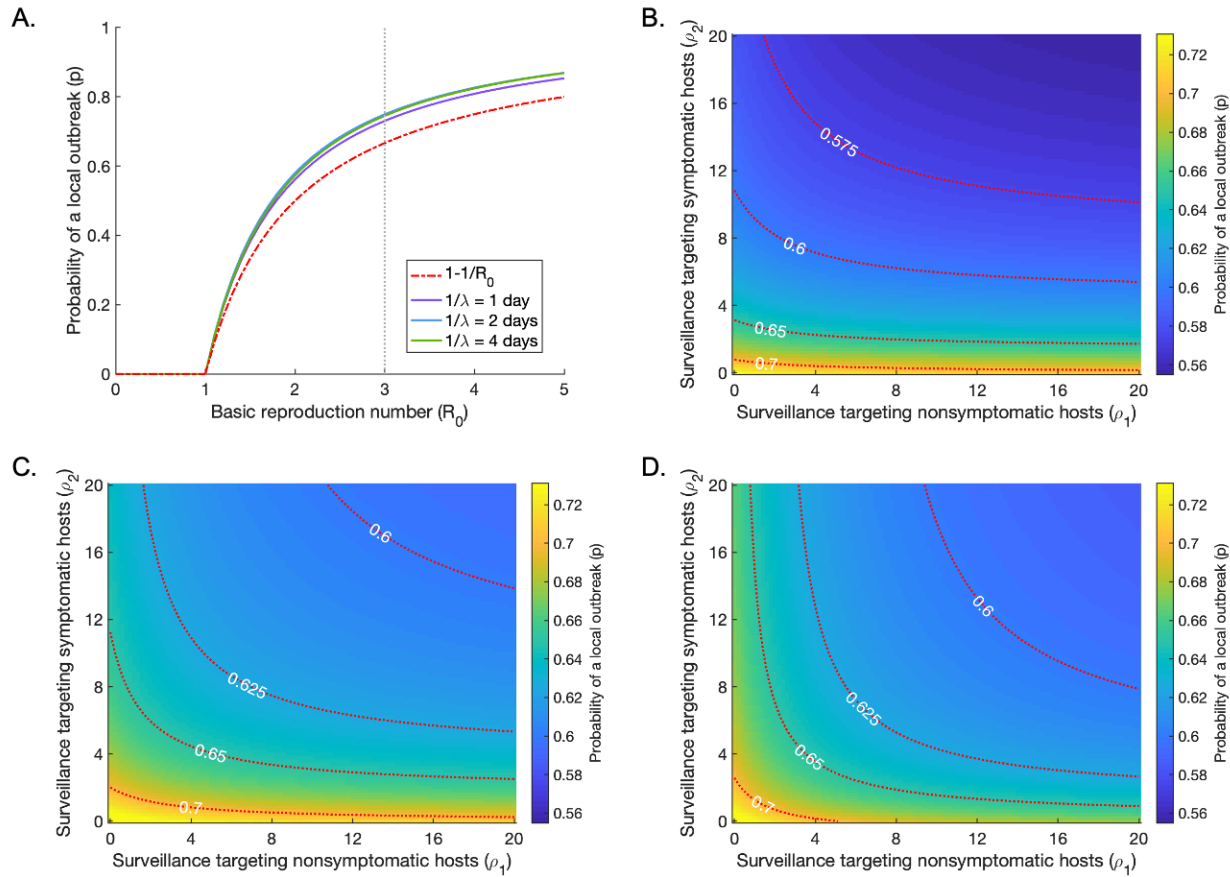 A.
Probability of a local outbreak (p)
1
0.8
0.6
0.4
0.2
0
0 1 2 3 4 5
Basic reproduction number (R₀)
1-1/R₀
1/λ = 1 day
1/λ = 2 days
1/λ = 4 days
B.
Surveillance targeting symptomatic hosts (ρ₂)
20
16
12
8
4
0
0.575
0.6
0.65
0.7
0 4 8 12 16 20
Surveillance targeting nonsymptomatic hosts (ρ₁)
0.72
0.7
0.68
0.66
0.64
0.62
0.6
0.58
0.56
Probability of a local outbreak (p)
C.
Surveillance targeting symptomatic hosts (ρ₂)
20
16
12
8
4
0
0.6
0.625
0.65
0.7
0 4 8 12 16 20
Surveillance targeting nonsymptomatic hosts (ρ₁)
0.72
0.7
0.68
0.66
0.64
0.62
0.6
0.58
0.56
Probability of a local outbreak (p)
D.
Surveillance targeting symptomatic hosts (ρ₂)
20
16
12
8
4
0
0.6
0.625
0.65
0.7
0 4 8 12 16 20
Surveillance targeting nonsymptomatic hosts (ρ₁)
0.72
0.7
0.68
0.66
0.64
0.62
0.6
0.58
0.56
Probability of a local outbreak (p)